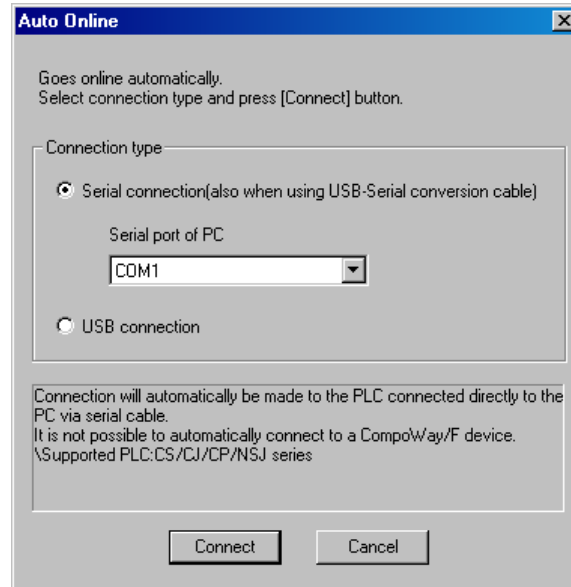 Auto Online
Goes online automatically.
Select connection type and press [Connect] button.
Connection type
Serial connection(also when using USB-Serial conversion cable)
Serial port of PC
COM1
USB connection
Connection will automatically be made to the PLC connected directly to the
PC via serial cable.
It is not possible to automatically connect to a CompoWay/F device.
\Supported PLC:CS/CJ/CP/NSJ series
Connect
Cancel